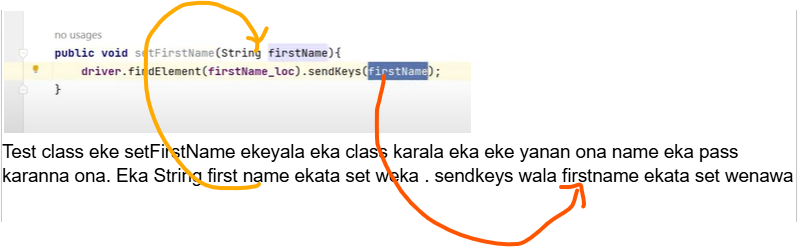 no usages
public void setFirstName(String firstName){
driver.findElement(firstName_loc).sendKeys(firstName);
}
Test class eke setFirstName ekeyala eka class karala eka eke yanan ona name eka pass
karanna ona. Eka String first name ekata set weka . sendkeys wala firstname ekata set wenawa